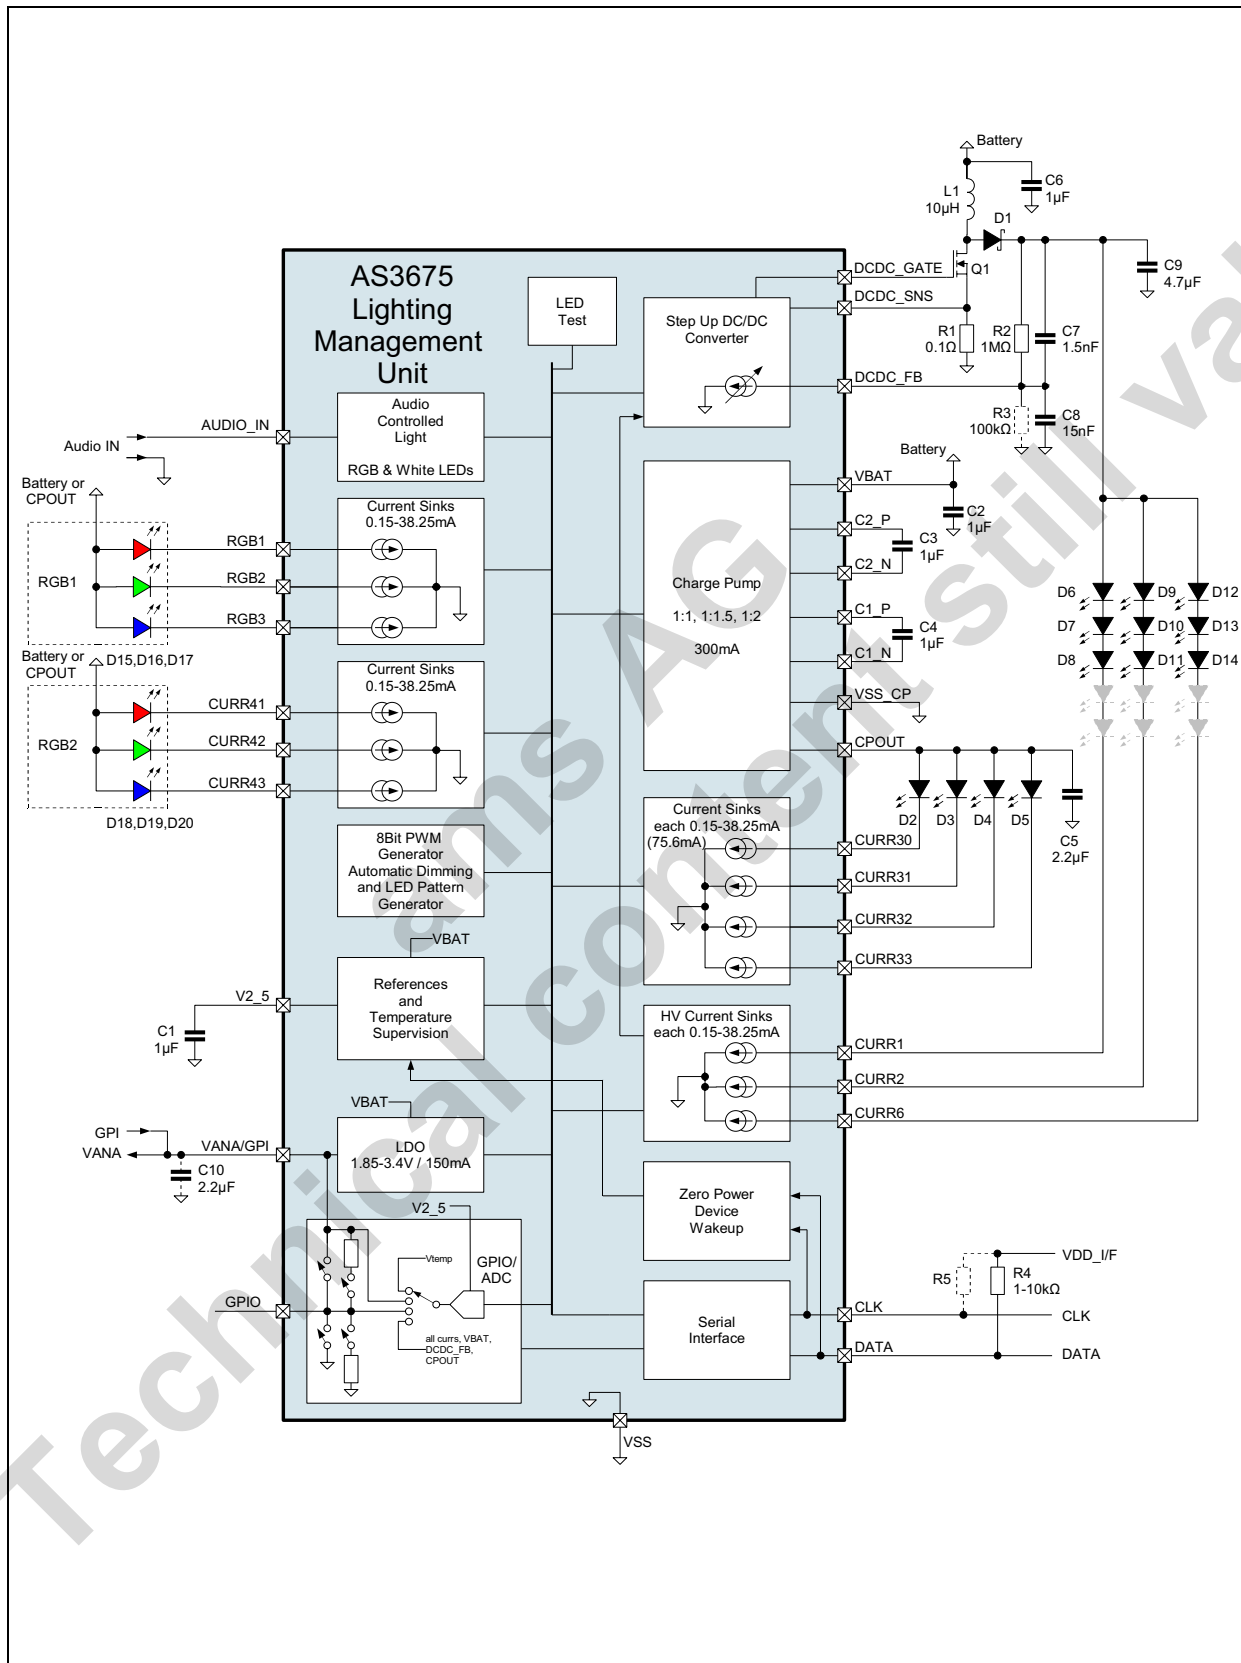 Battery
C6
1µF
L1
10µH
D1
AS3675
Lighting
Management
Unit
LED
Test
DCDC_GATE
Q1
C9
4.7µF
DCDC_SNS
Step Up DC/DC
Converter
R1
0.1Ω
R2
1MΩ
C7
1.5nF
DCDC_FB
R3
100kΩ
C8
15nF
Audio
Controlled
Light
RGB & White LEDs
AUDIO_IN
Audio IN
Battery
VBAT
C2
1µF
Battery or
CPOUT
Current Sinks
0.15-38.25mA
RGB1
RGB1
RGB2
RGB3
D15,D16,D17
C2_P
C3
1µF
C2_N
Charge Pump
1:1, 1:1.5, 1:2
300mA
C1_P
C4
1µF
C1_N
VSS_CP
CPOUT
D6
D9
D12
D7
D10
D13
D8
D11
D14
Battery or
CPOUT
Current Sinks
0.15-38.25mA
CURR41
RGB2
CURR42
CURR43
D18,D19,D20
Current Sinks
each 0.15-38.25mA
(75.6mA)
D2
D3
D4
D5
C5
2.2µF
CURR30
CURR31
CURR32
CURR33
8Bit PWM
Generator
Automatic Dimming
and LED Pattern
Generator
VBAT
V2_5
References
and
Temperature
Supervision
C1
1µF
HV Current Sinks
each 0.15-38.25mA
CURR1
CURR2
CURR6
VBAT
GPI
VANA
VANA/GPI
LDO
1.85-3.4V / 150mA
C10
2.2µF
Zero Power
Device
Wakeup
V2_5
Vtemp
GPIO/
ADC
GPIO
all currs, VBAT,
DCDC_FB,
CPOUT
VDD_I/F
R5
R4
1-10kΩ
CLK
CLK
Serial
Interface
DATA
DATA
VSS
ams AG
Technical content still va